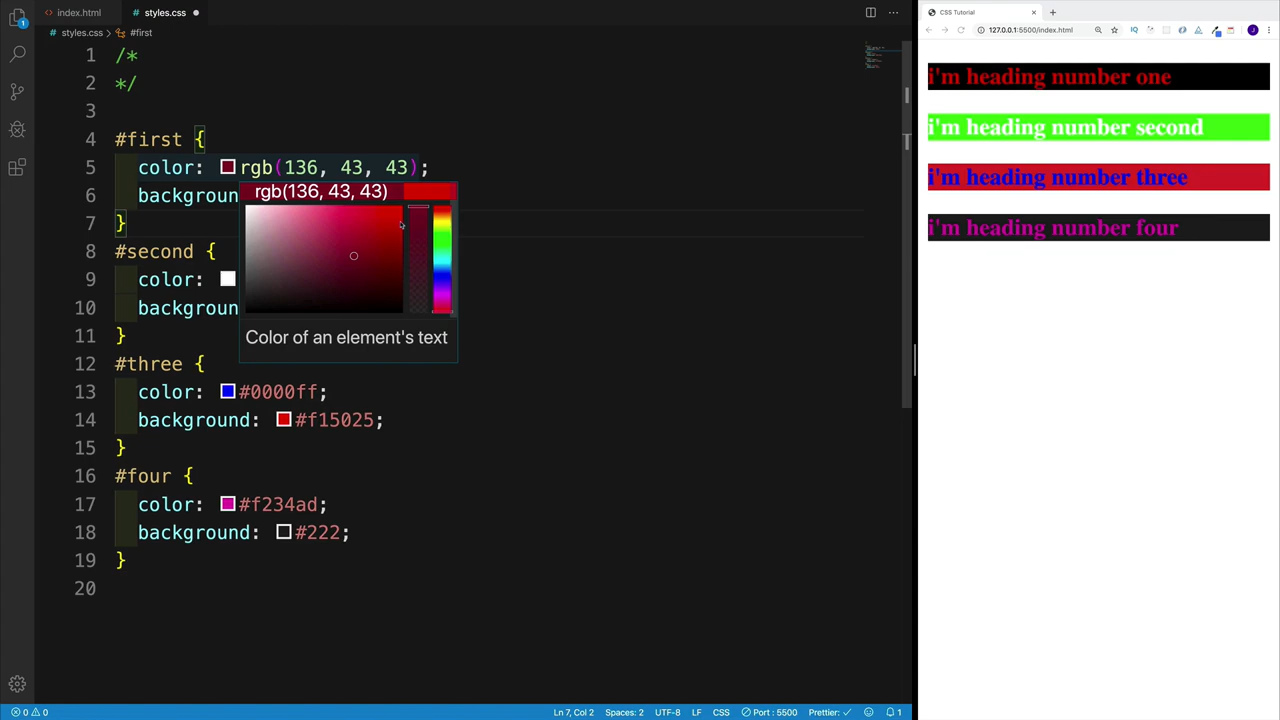 index.html
styles.css
CSS Tutorial
styles.css
#first
127.0.0.1:5500/index.html
1 /*
2 */
3
4 #first {
5 color: rgb(136, 43, 43);
6 backgroun
rgb(136, 43, 43)
7 }
8 #second {
9 color:
10 backgroun
Color of an element's text
11 }
12 #three {
13 color: #0000ff;
14 background: #f15025;
15 }
16 #four {
17 color: #f234ad;
18 background: #222;
19 }
20
i'm heading number one
i'm heading number second
i'm heading number three
i'm heading number four
0 0 Ln 7, Col 2 Spaces: 2 UTF-8 LF CSS Port : 5500 Prettier: 1